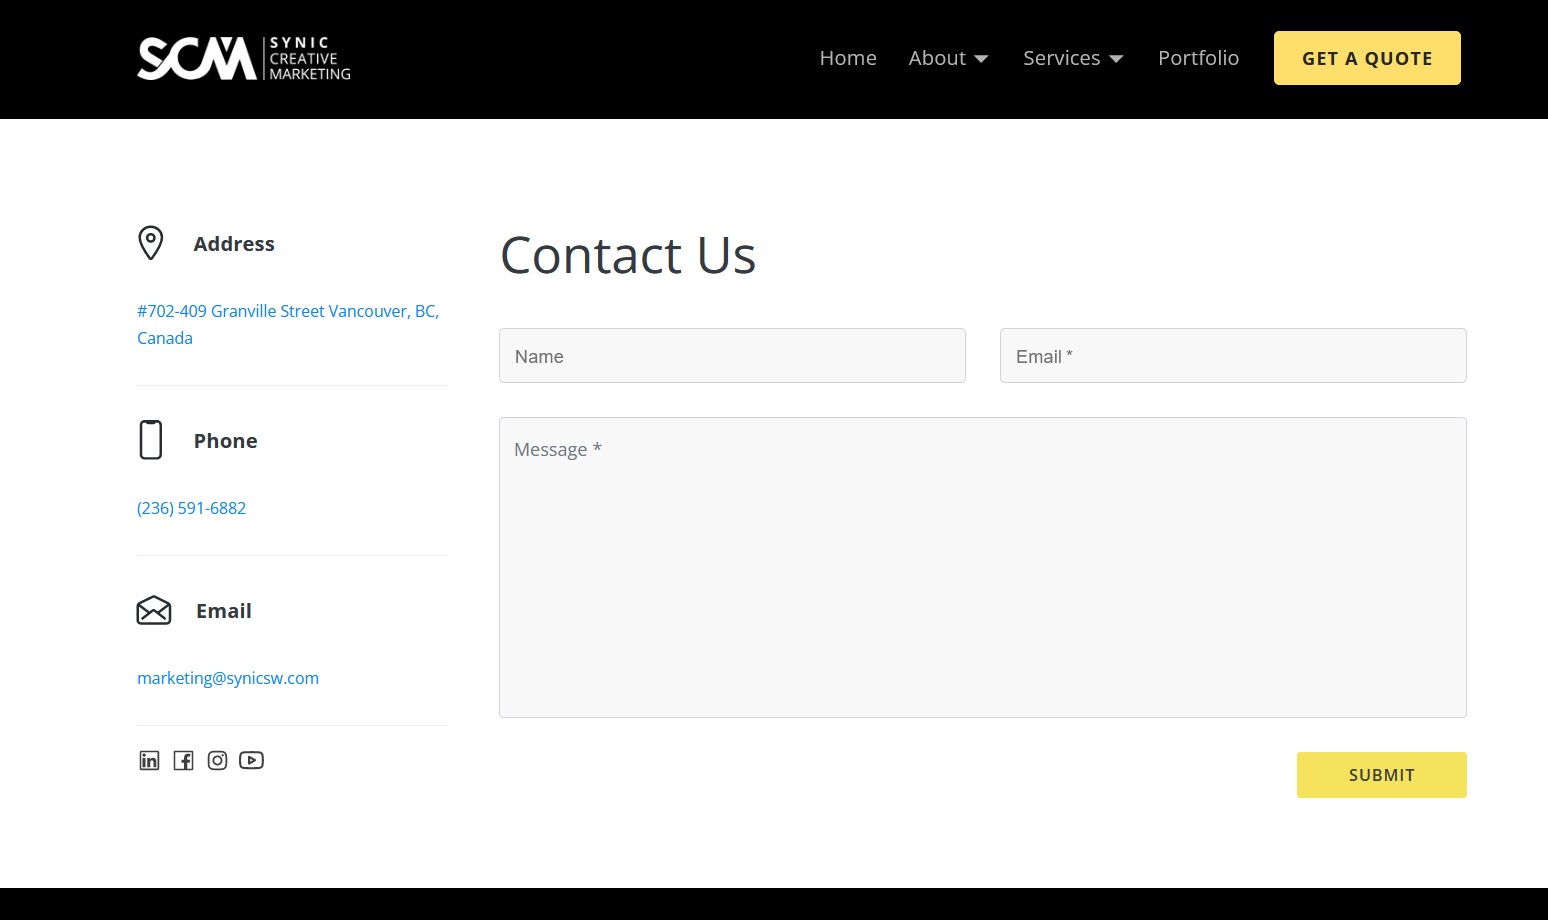 SCM
SYNIC
CREATIVE
MARKETING
Home
About
Services
Portfolio
GET A QUOTE
Address
#702-409 Granville Street Vancouver, BC,
Canada
Phone
(236) 591-6882
Email
marketing@synicsw.com
in
f
Contact Us
Name
Email *
Message *
SUBMIT